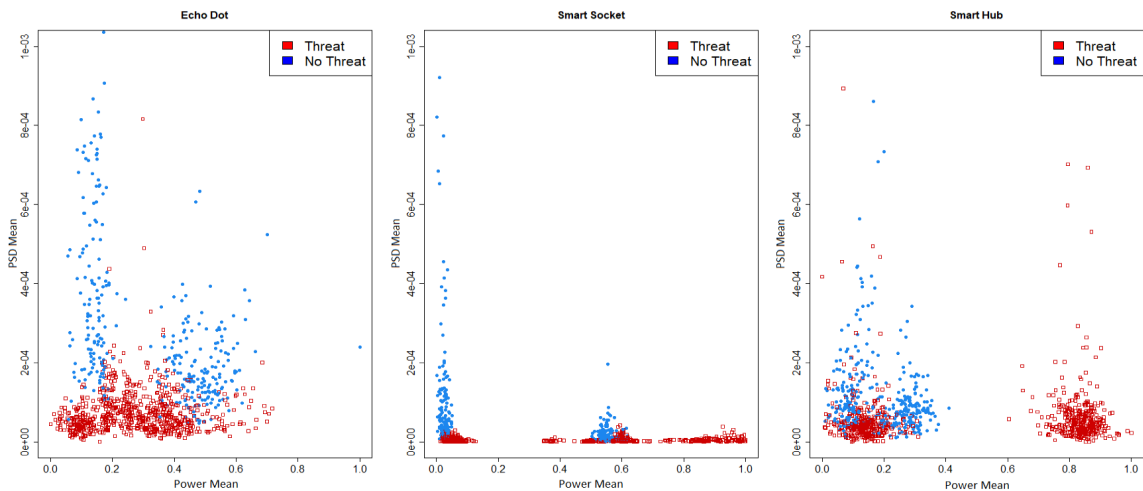 Echo Dot
1e-03
8e-04
6e-04
4e-04
2e-04
0e+00
PSD Mean
Threat
No Threat
0.0 0.2 0.4 0.6 0.8 1.0
Power Mean
Smart Socket
1e-03
8e-04
6e-04
4e-04
2e-04
0e+00
PSD Mean
Threat
No Threat
0.0 0.2 0.4 0.6 0.8 1.0
Power Mean
Smart Hub
1e-03
8e-04
6e-04
4e-04
2e-04
0e+00
PSD Mean
Threat
No Threat
0.0 0.2 0.4 0.6 0.8 1.0
Power Mean